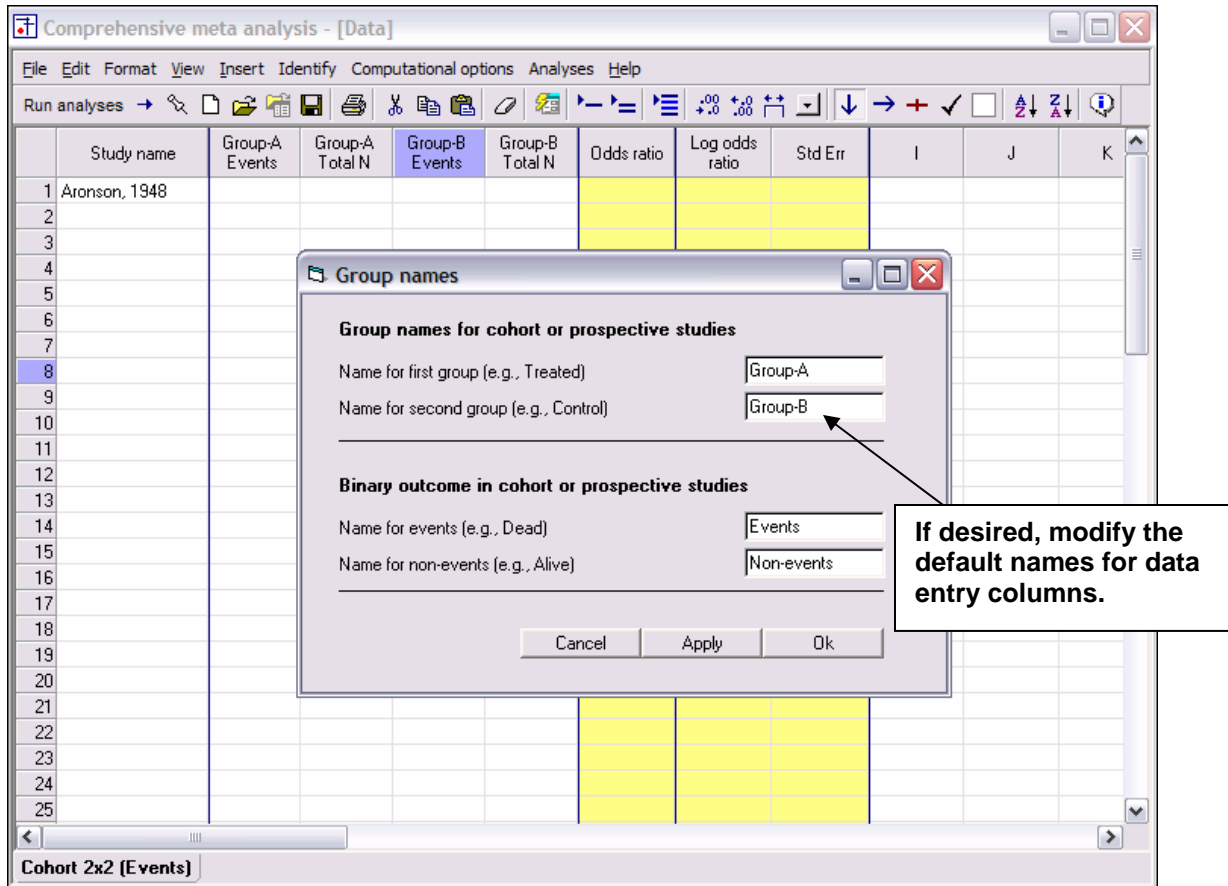 Comprehensive meta analysis - [Data]
File Edit Format View Insert Identify Computational options Analyses Help
Run analyses
Study name
Group-A Events
Group-A Total N
Group-B Events
Group-B Total N
Odds ratio
Log odds ratio
Std Err
I
J
K
1 Aronson, 1948
2
3
4
5
6
7
8
9
10
11
12
13
14
15
16
17
18
19
20
21
22
23
24
25
Group names
Group names for cohort or prospective studies
Name for first group (e.g., Treated) Group-A
Name for second group (e.g., Control) Group-B
Binary outcome in cohort or prospective studies
Name for events (e.g., Dead) Events
Name for non-events (e.g., Alive) Non-events
Cancel Apply Ok
If desired, modify the
default names for data
entry columns.
Cohort 2x2 (Events)